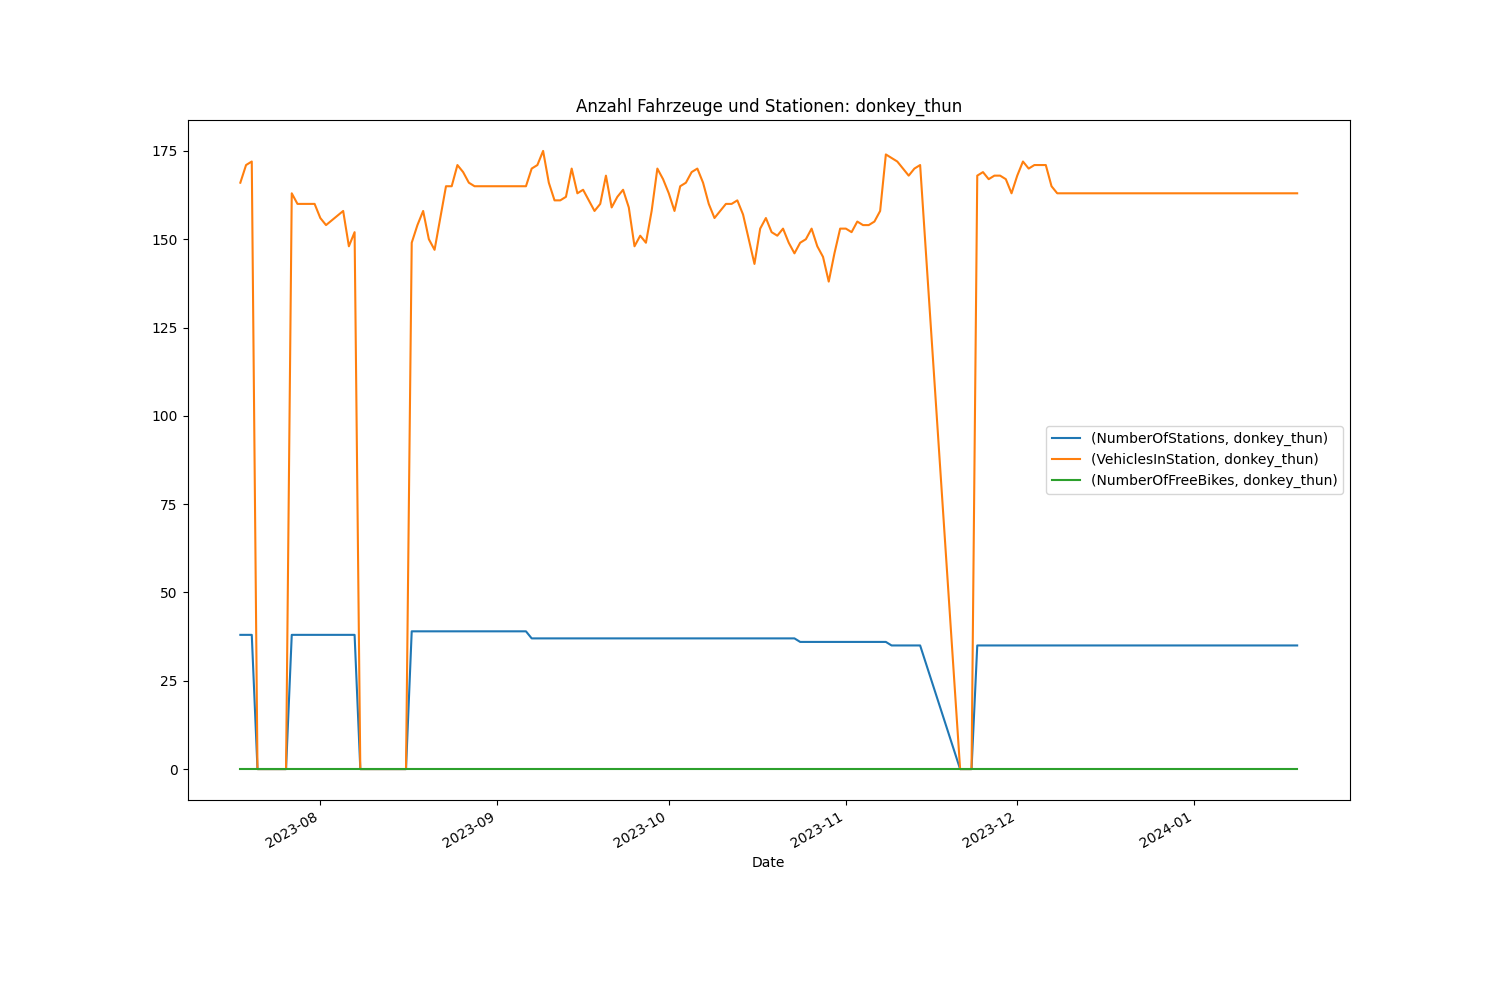 Anzahl Fahrzeuge und Stationen: donkey_thun
175
150
125
100
75
50
25
0
(NumberOfStations, donkey_thun)
(VehiclesInStation, donkey_thun)
(NumberOfFreeBikes, donkey_thun)
2023-08
2023-09
2023-10
2023-11
2023-12
2024-01
Date